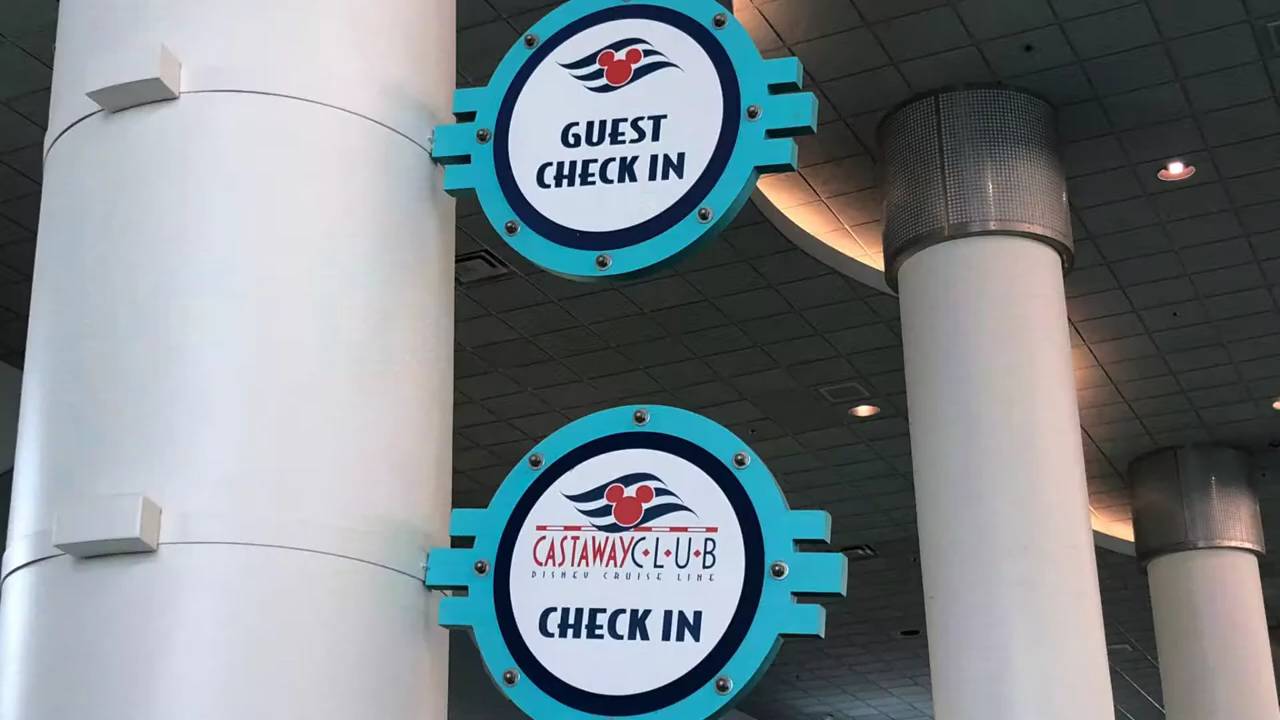 GUEST
CHECK IN
CASTAWAY C•L•U•B
DISNEY CRUISE LINE
CHECK IN